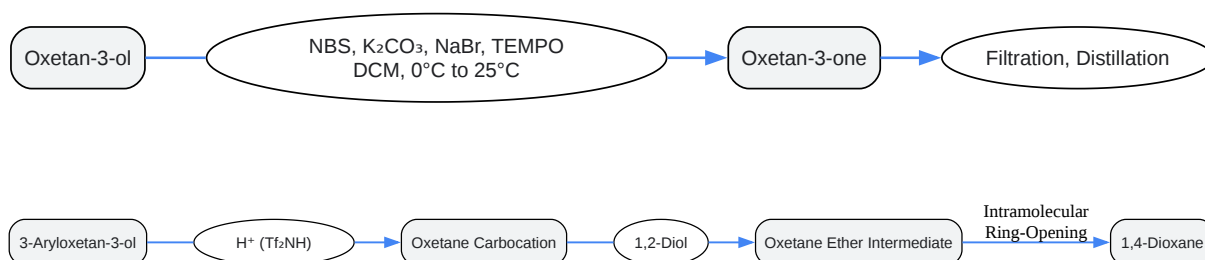 Oxetan-3-ol
NBS, K₂CO₃, NaBr, TEMPO
DCM, 0°C to 25°C
Oxetan-3-one
Filtration, Distillation
3-Aryloxetan-3-ol
H⁺ (Tf₂NH)
Oxetane Carbocation
1,2-Diol
Oxetane Ether Intermediate
Intramolecular
Ring-Opening
1,4-Dioxane